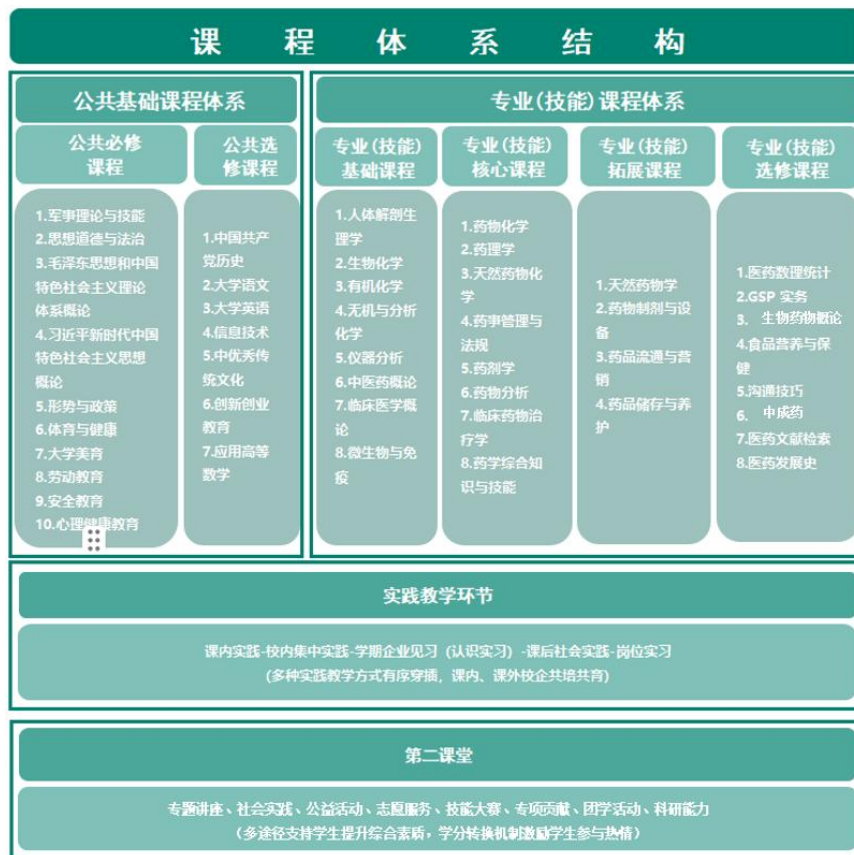 课程体系结构
公共基础课程体系
专业(技能)课程体系
公共必修
课程
公共选
修课程
专业(技能)
基础课程
专业(技能)
核心课程
专业(技能)
拓展课程
专业(技能)
选修课程
1.军事理论与技能
2.思想道德与法治
3.毛泽东思想和中国
特色社会主义理论
体系概论
4.习近平新时代中国
特色社会主义思想
概论
5.形势与政策
6.体育与健康
7.大学美育
8.劳动教育
9.安全教育
10.心理健康教育
1.中国共产
党历史
2.大学语文
3.大学英语
4.信息技术
5.中优秀传
统文化
6.创新创业
教育
7.应用高等
数学
1.人体解剖生
理学
2.生物化学
3.有机化学
4.无机与分析
化学
5.仪器分析
6.中医药概论
7.临床医学概
论
8.微生物与免
疫
1.药物化学
2.药理学
3.天然药物化
学
4.药事管理与
法规
5.药剂学
6.药物分析
7.临床药物治
疗学
8.药学综合知
识与技能
1.天然药物学
2.药物制剂与设
备
3.药品流通与营
销
4.药品储存与养
护
1.医药数理统计
2.GSP 实务
3. 生物药物概论
4.食品营养与保
健
5.沟通技巧
6. 中成药
7.医药文献检索
8.医药发展史
实践教学环节
课内实践-校内集中实践-学期企业见习（认识实习）-课后社会实践-岗位实习
(多种实践教学方式有序穿插，课内、课外校企共培共育)
第二课堂
专题讲座、社会实践、公益活动、志愿服务、技能大赛、专项贡献、团学活动、科研能力
（多途径支持学生提升综合素质，学分转换机制激励学生参与热情）